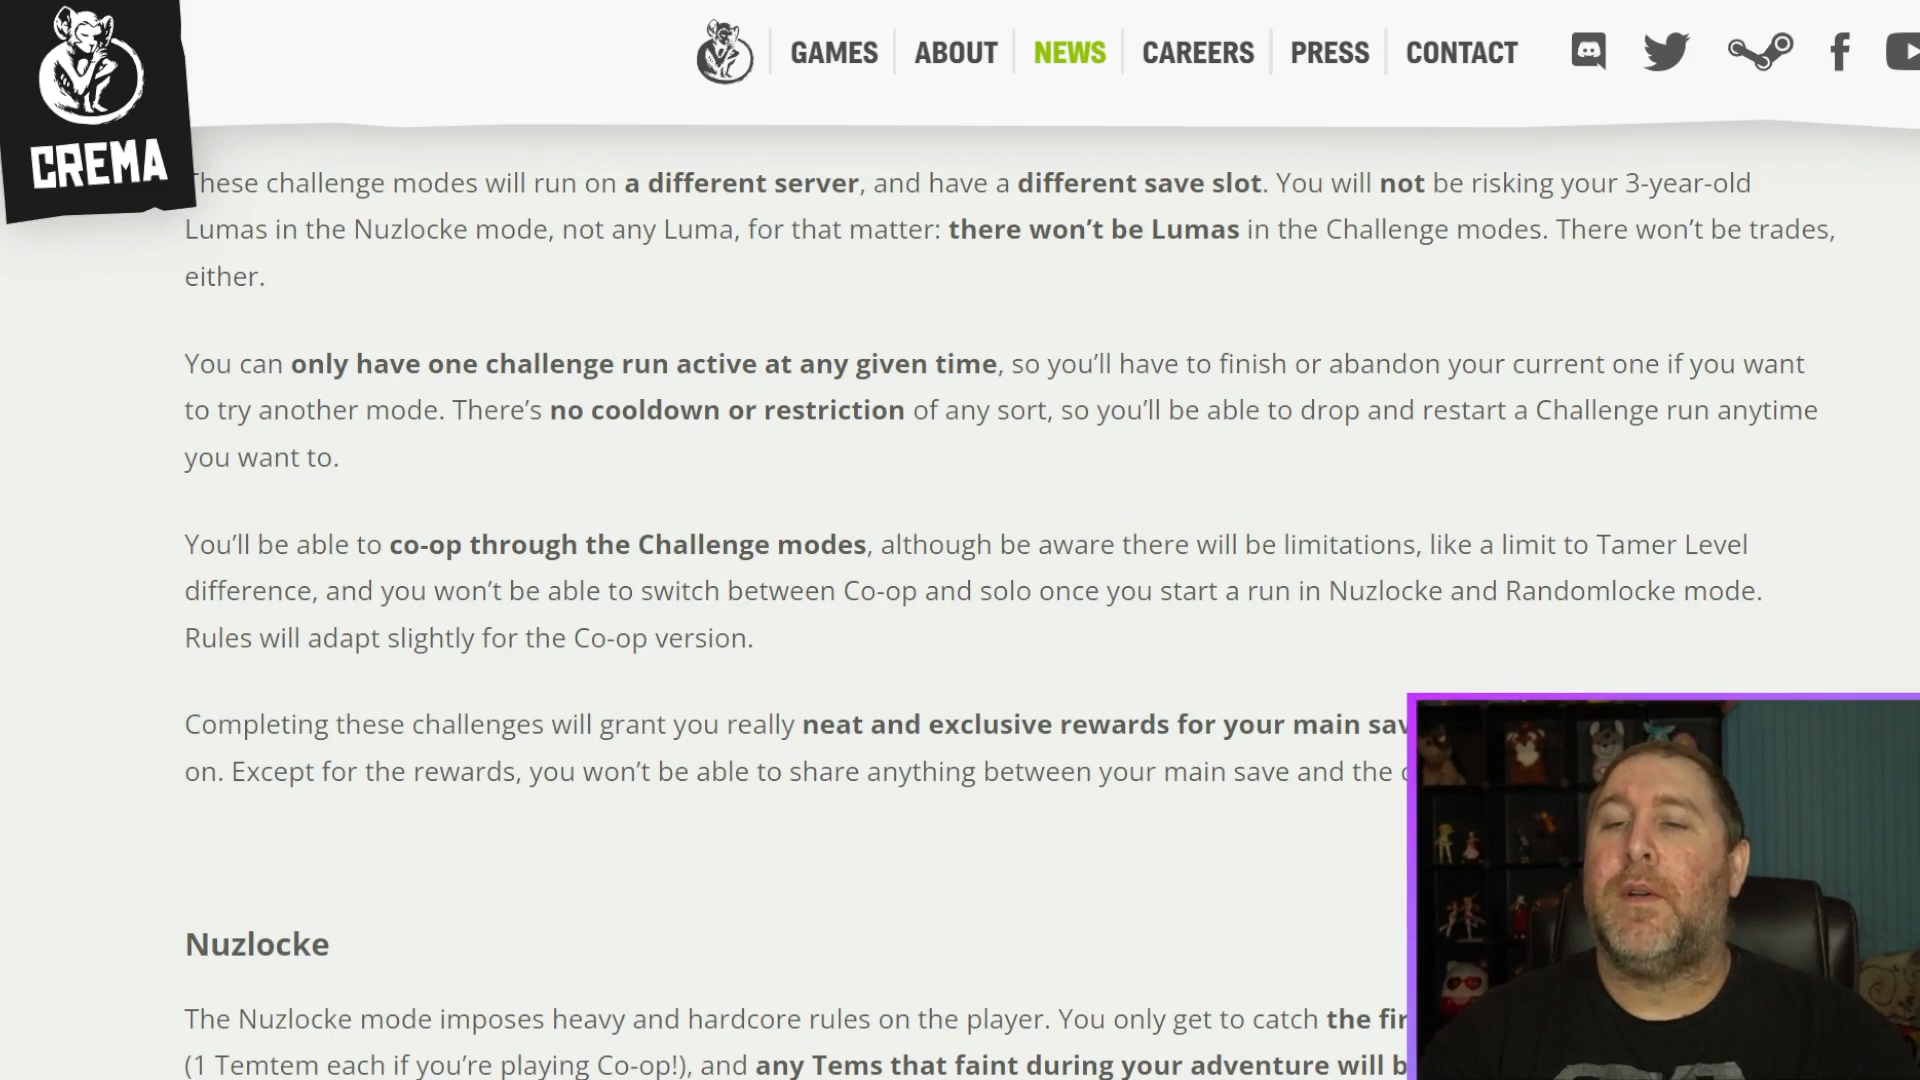 CREMA
GAMES ABOUT NEWS CAREERS PRESS CONTACT
These challenge modes will run on a different server, and have a different save slot. You will not be risking your 3-year-old
Lumas in the Nuzlocke mode, not any Luma, for that matter: there won't be Lumas in the Challenge modes. There won't be trades,
either.
You can only have one challenge run active at any given time, so you'll have to finish or abandon your current one if you want
to try another mode. There's no cooldown or restriction of any sort, so you'll be able to drop and restart a Challenge run anytime
you want to.
You'll be able to co-op through the Challenge modes, although be aware there will be limitations, like a limit to Tamer Level
difference, and you won't be able to switch between Co-op and solo once you start a run in Nuzlocke and Randomlocke mode.
Rules will adapt slightly for the Co-op version.
Completing these challenges will grant you really neat and exclusive rewards for your main
on. Except for the rewards, you won't be able to share anything between your main save and the
Nuzlocke
The Nuzlocke mode imposes heavy and hardcore rules on the player. You only get to catch the
(1 Temtem each if you're playing Co-op!), and any Tems that faint during your adventure will